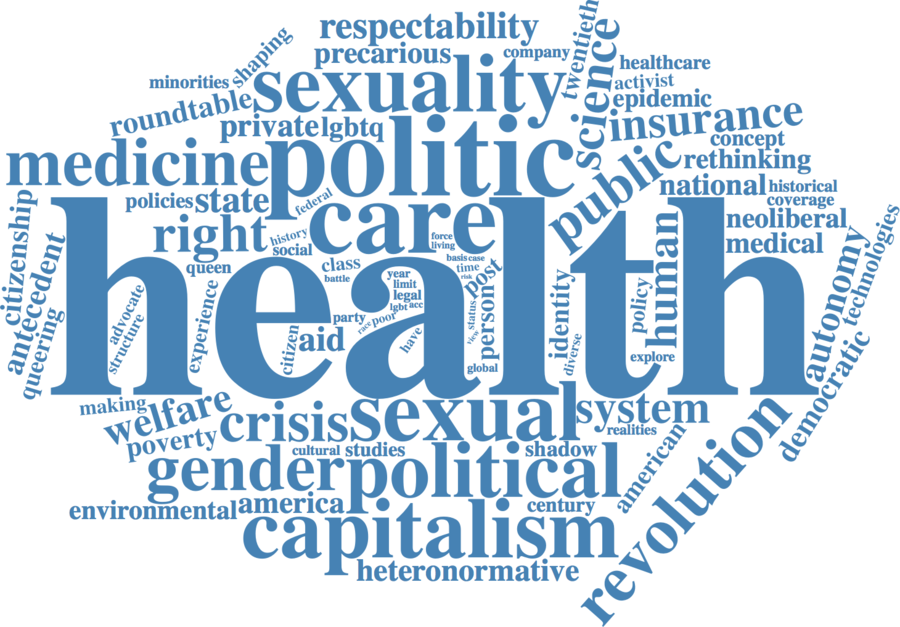 respectability
twentieth
shaping
precarious
company
science
healthcare
minorities
sexuality
activist
roundtable
epidemic
private
lgbtq
insurance
concept
medicine
politic
public
rethinking
national
historical
policies
state
federal
coverage
citizenship
right
care
neoliberal
history
social
force
living
human
medical
antecedent
queen
class
basis
case
battle
time
risk
post
autonomy
technologies
health
year
limit
legal
lgbt
acc
identity
policy
advocate
structure
experience
queering
citizen
aid
party
race
poor
have
view
status
person
global
diverse
explore
making
welfare
crisis
sexual
system
realities
democratic
poverty
cultural
studies
shadow
american
gender
political
revolution
environmental
america
century
capitalism
heteronormative